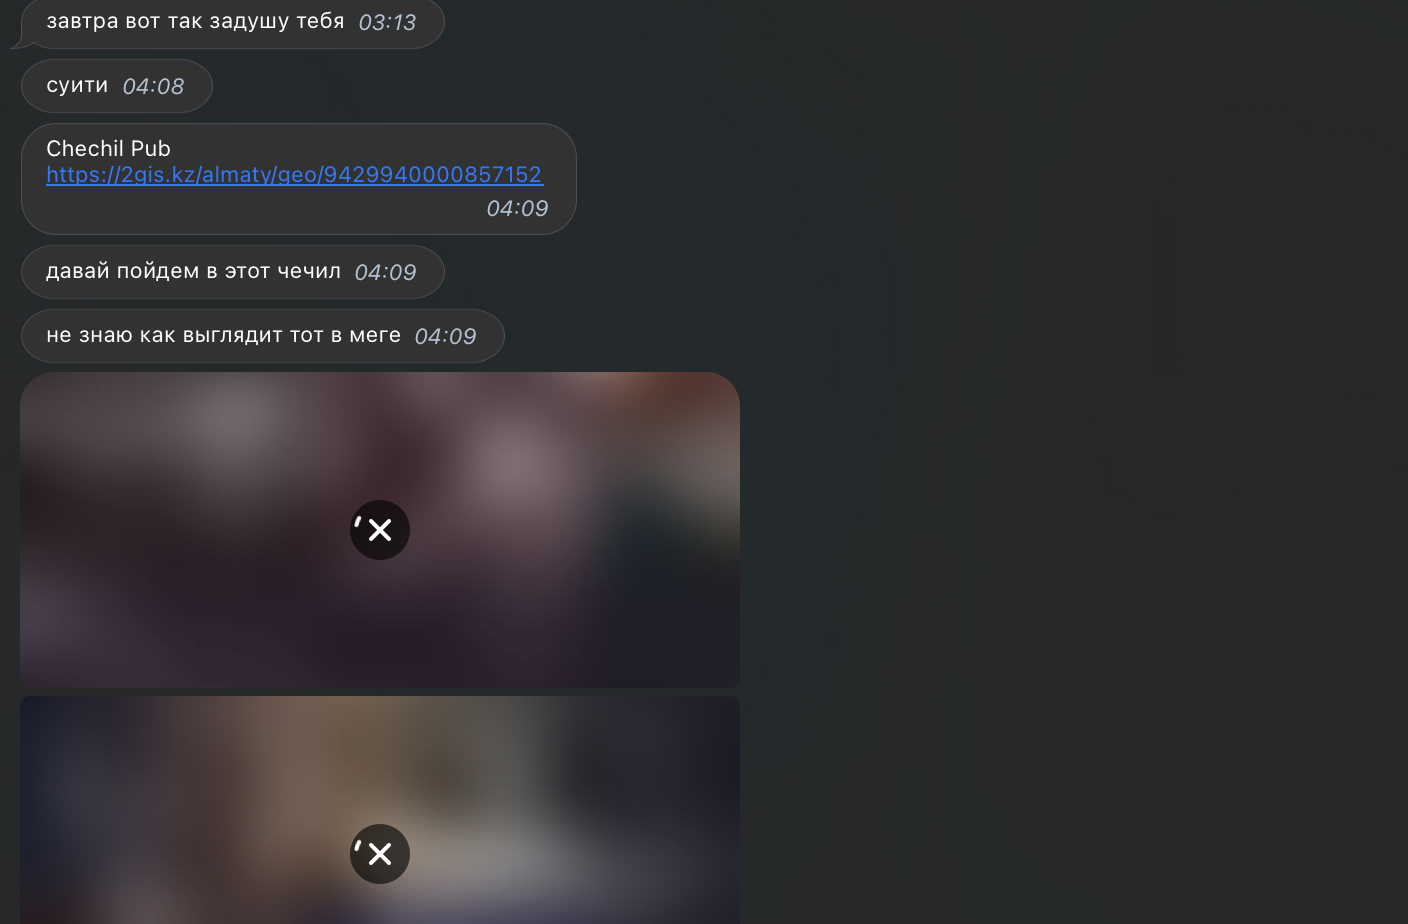 завтра вот так задушу тебя 03:13
суити 04:08
Chechil Pub
https://2gis.kz/almaty/geo/9429940000857152
04:09
давай пойдем в этот чечил 04:09
не знаю как выглядит тот в меге 04:09